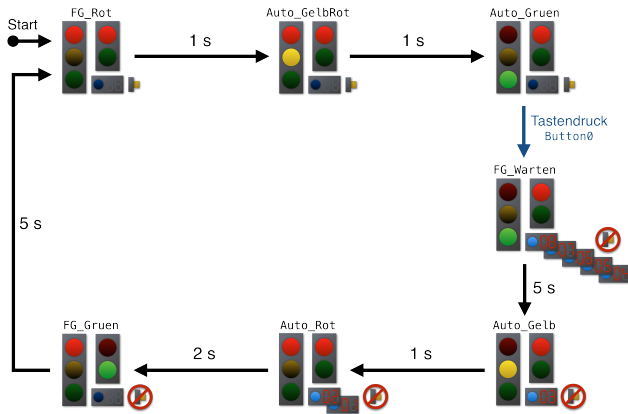 FG_Rot
Auto_GelbRot
Auto_Gruen
Start
1 s
1 s
Tastendruck
Button0
FG_Warten
5 s
5 s
FG_Gruen
Auto_Rot
Auto_Gelb
2 s
1 s